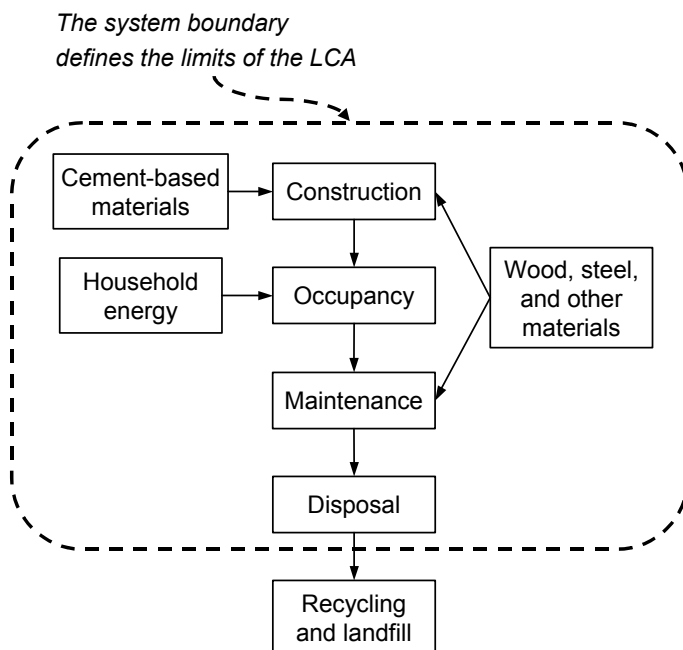 The system boundary
defines the limits of the LCA
Cement-based
materials
Construction
Household
energy
Occupancy
Wood, steel,
and other
materials
Maintenance
Disposal
Recycling
and landfill